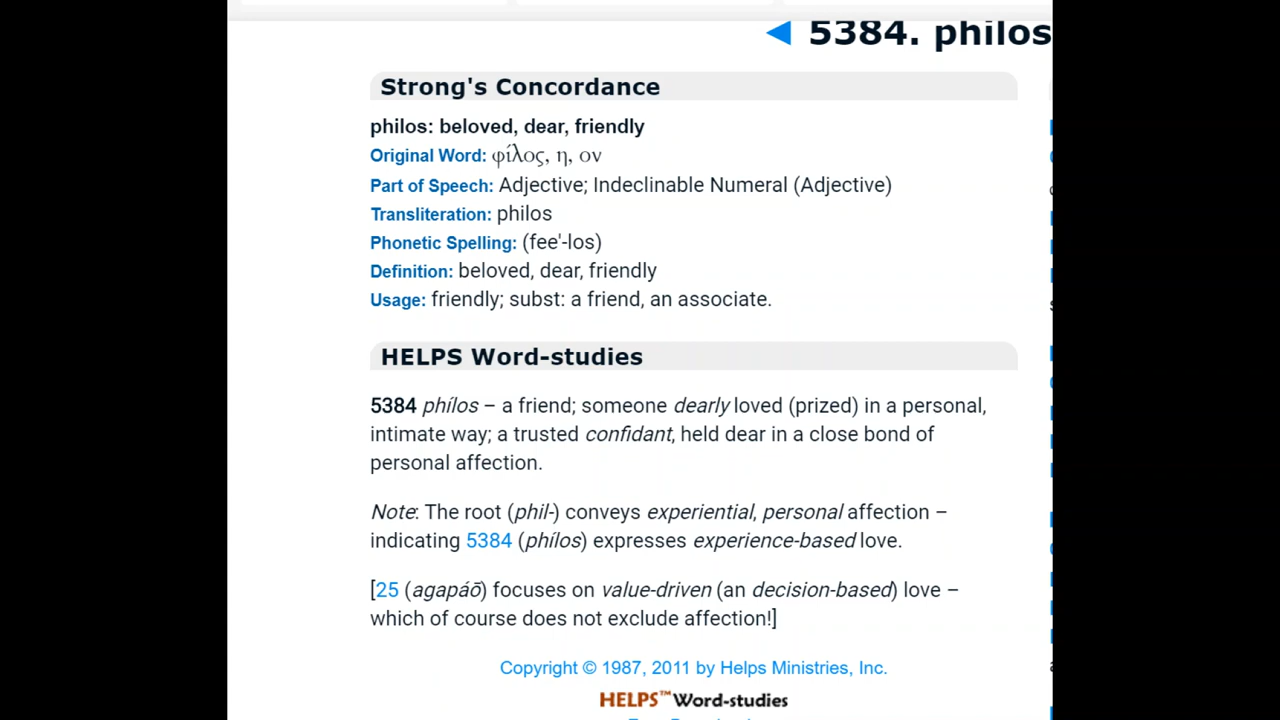 ◄ 5384. philos
Strong's Concordance
philos: beloved, dear, friendly
Original Word: φίλος, η, ον
Part of Speech: Adjective; Indeclinable Numeral (Adjective)
Transliteration: philos
Phonetic Spelling: (fee'-los)
Definition: beloved, dear, friendly
Usage: friendly; subst: a friend, an associate.
HELPS Word-studies
5384 phílos – a friend; someone dearly loved (prized) in a personal,
intimate way; a trusted confidant, held dear in a close bond of
personal affection.
Note: The root (phil-) conveys experiential, personal affection –
indicating 5384 (phílos) expresses experience-based love.
[25 (agapáō) focuses on value-driven (an decision-based) love –
which of course does not exclude affection!]
Copyright © 1987, 2011 by Helps Ministries, Inc.
HELPS™ Word-studies